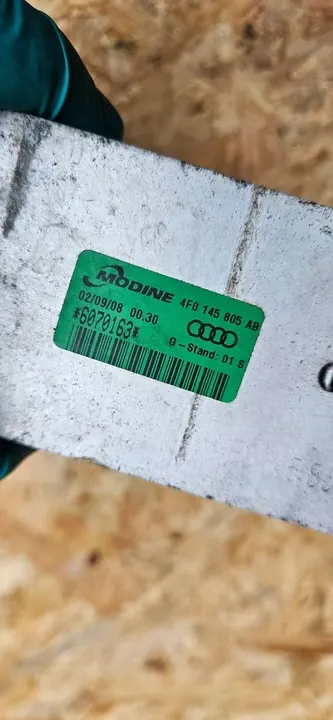 MODINE 4F0 145 805 AB
02/09/08 00.30
*6070163*
G-Stand: 01 S